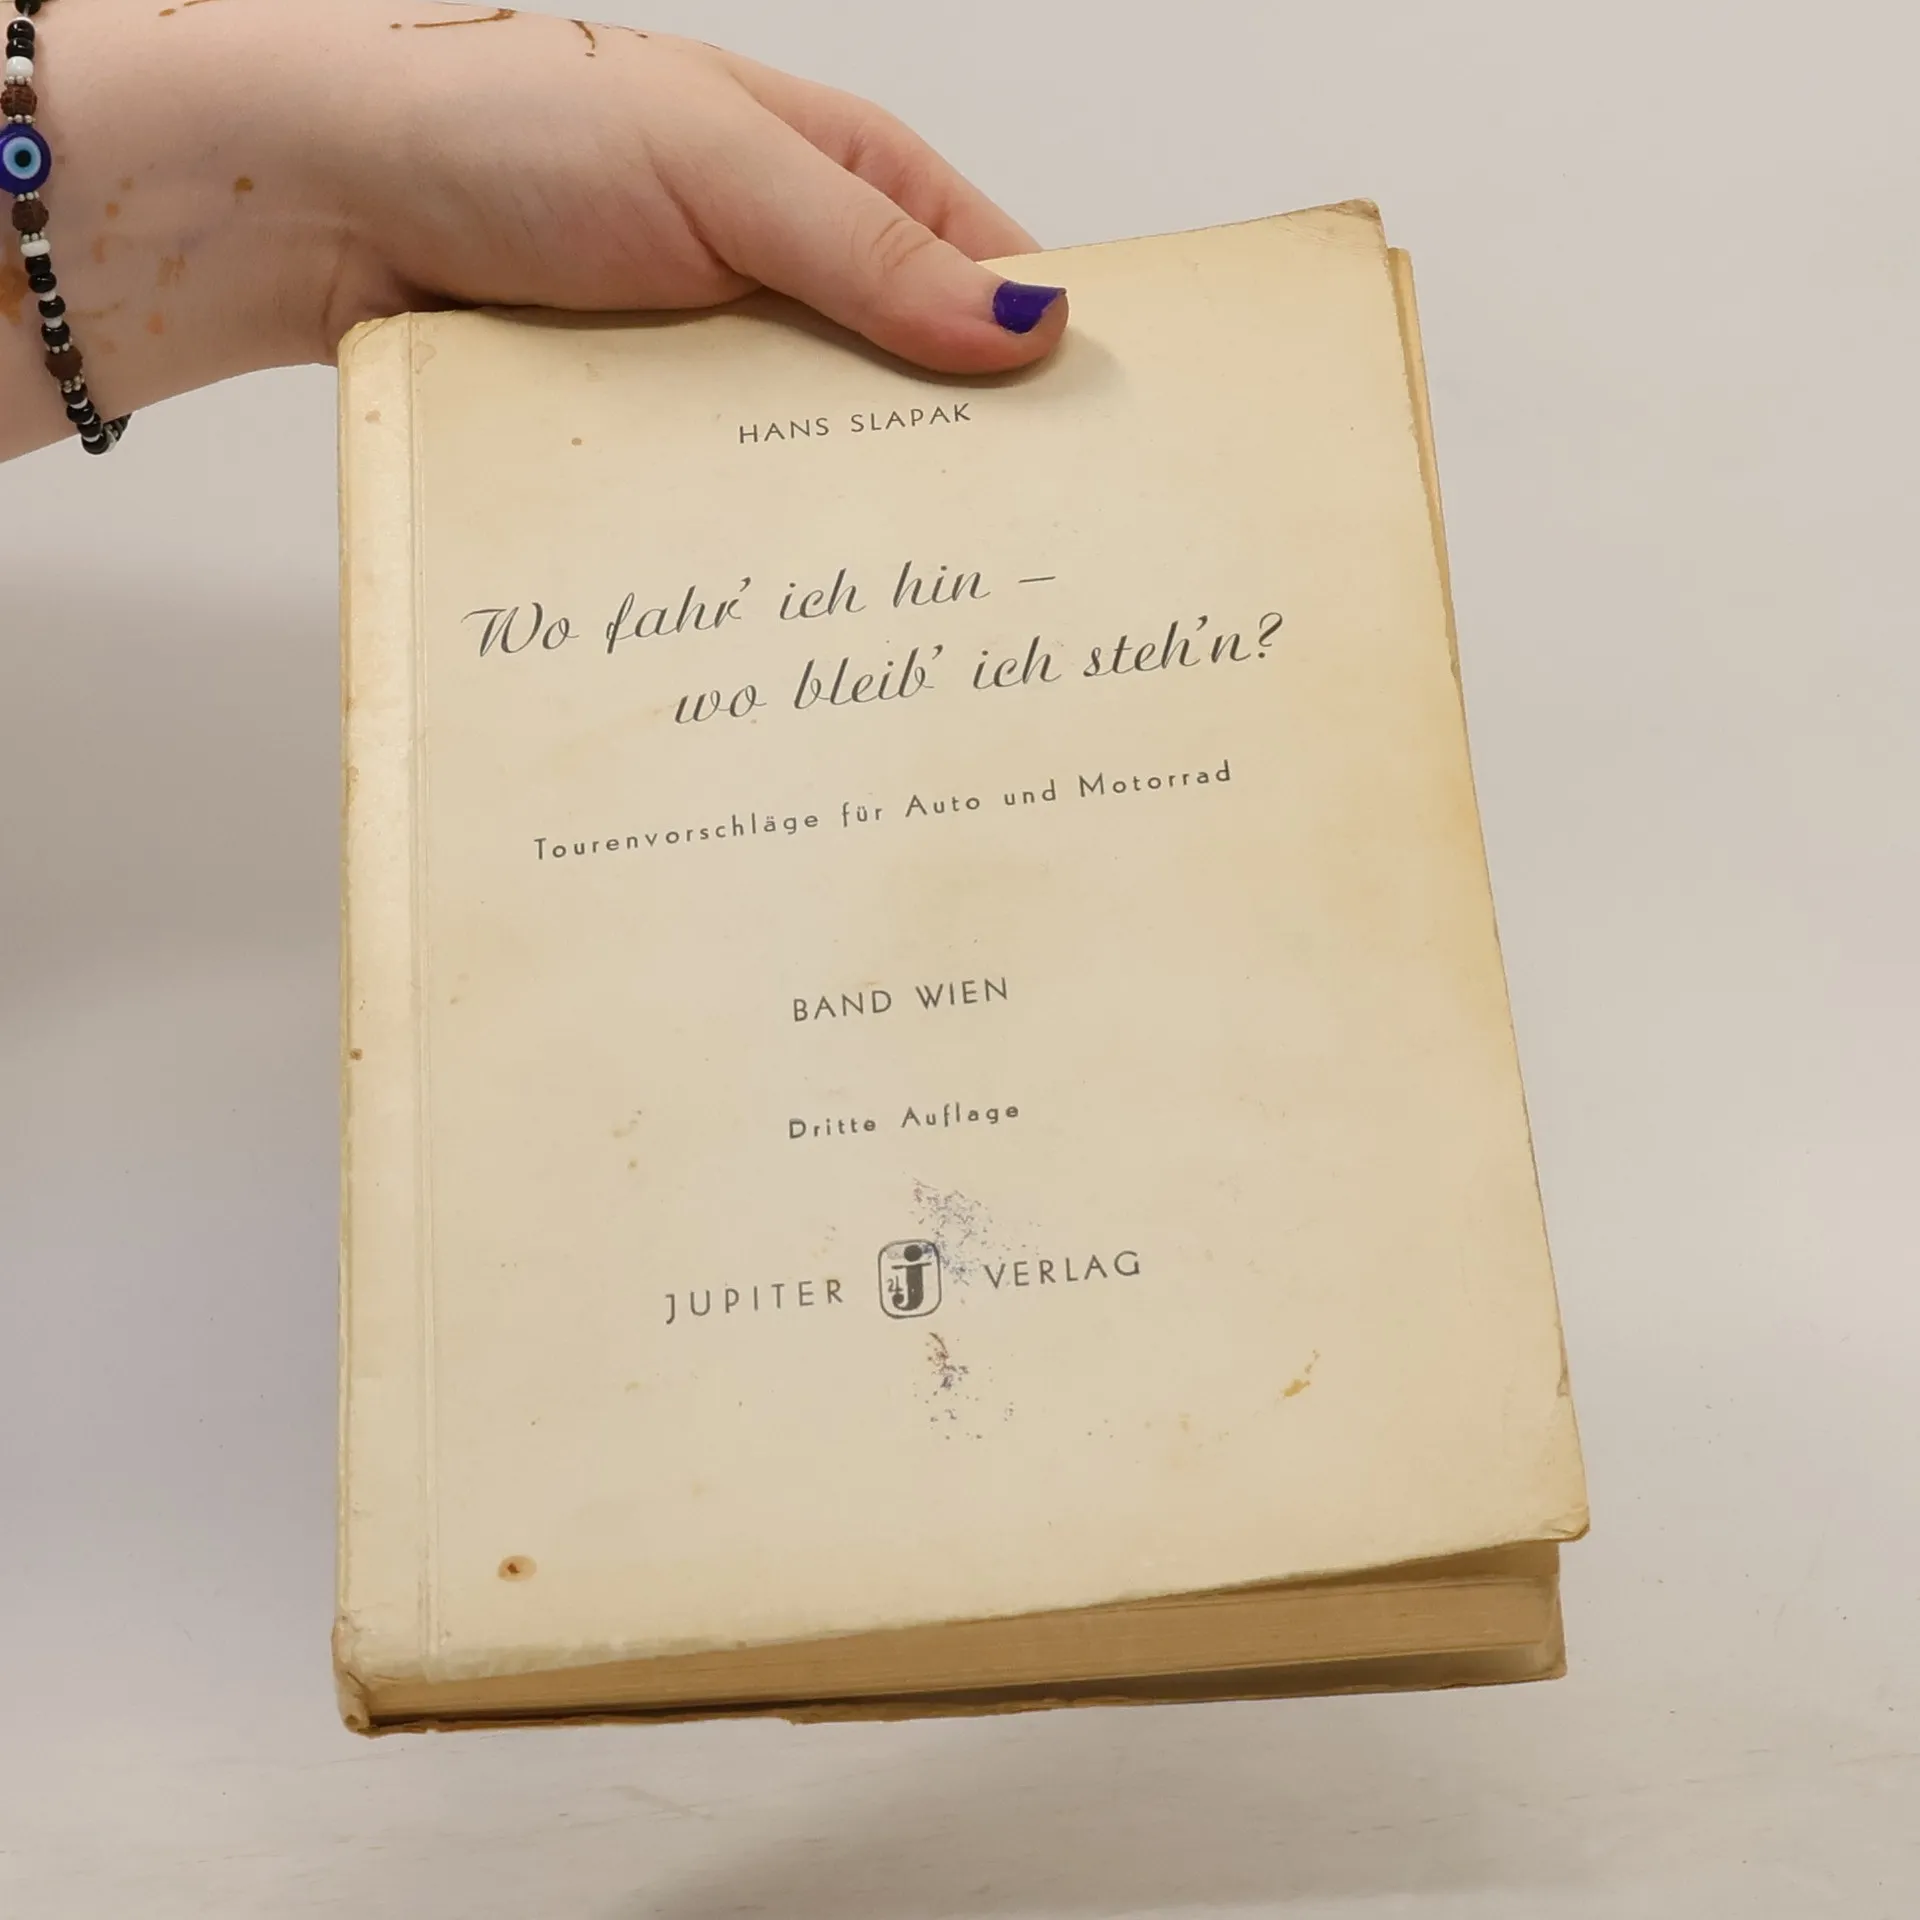 HANS SLAPAK
Wo fahr' ich hin –
wo bleib' ich steh'n?
Tourenvorschläge für Auto und Motorrad
BAND WIEN
Dritte Auflage
JUPITER J VERLAG